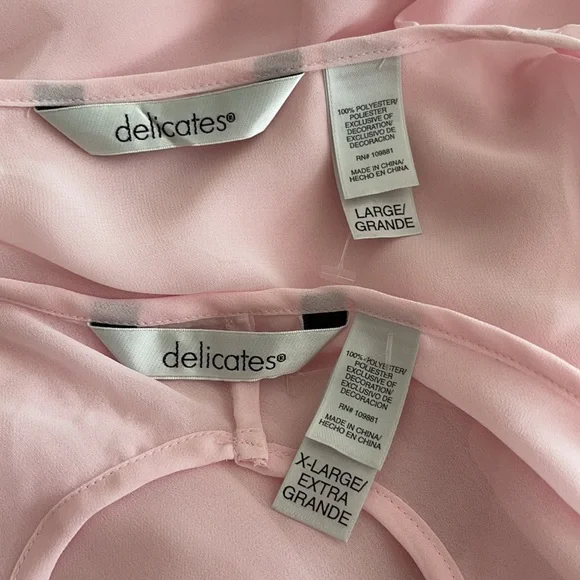 delicates®
100% POLYESTER/
POLIESTER
EXCLUSIVE OF
DECORATION/
EXCLUSIVO DE
DECORACION
RN# 109881
MADE IN CHINA/
HECHO EN CHINA
LARGE/
GRANDE
delicates®
100% POLYESTER/
POLIESTER
EXCLUSIVE OF
DECORATION/
EXCLUSIVO DE
DECORACION
RN# 109881
MADE IN CHINA/
HECHO EN CHINA
X-LARGE/
EXTRA
GRANDE